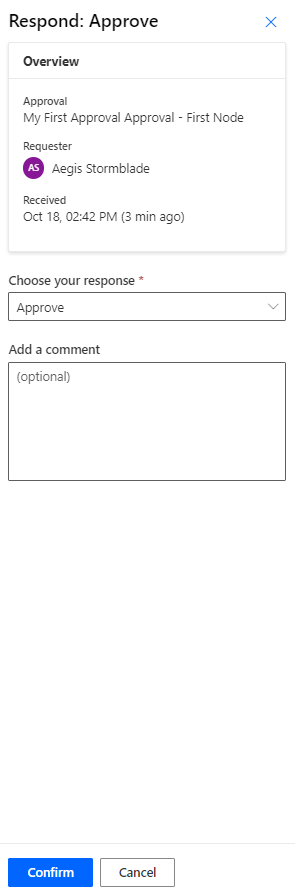 Respond: Approve
Overview
Approval
My First Approval Approval - First Node
Requester
AS Aegis Stormblade
Received
Oct 18, 02:42 PM (3 min ago)
Choose your response *
Approve
Add a comment
(optional)
Confirm Cancel